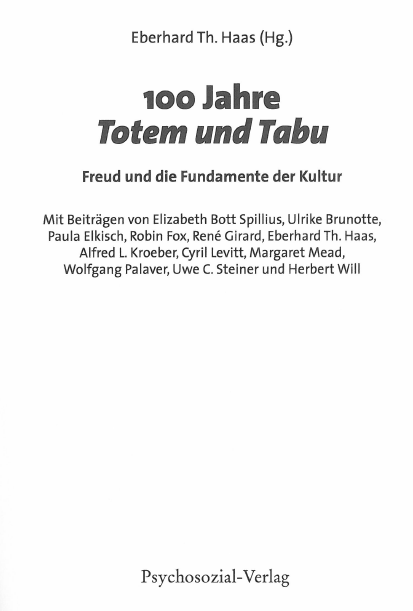 Eberhard Th. Haas (Hg.)
100 Jahre
Totem und Tabu
Freud und die Fundamente der Kultur
Mit Beiträgen von Elizabeth Bott Spillius, Ulrike Brunotte,
Paula Elkisch, Robin Fox, René Girard, Eberhard Th. Haas,
Alfred L. Kroeber, Cyril Levitt, Margaret Mead,
Wolfgang Palaver, Uwe C. Steiner und Herbert Will
Psychosozial-Verlag